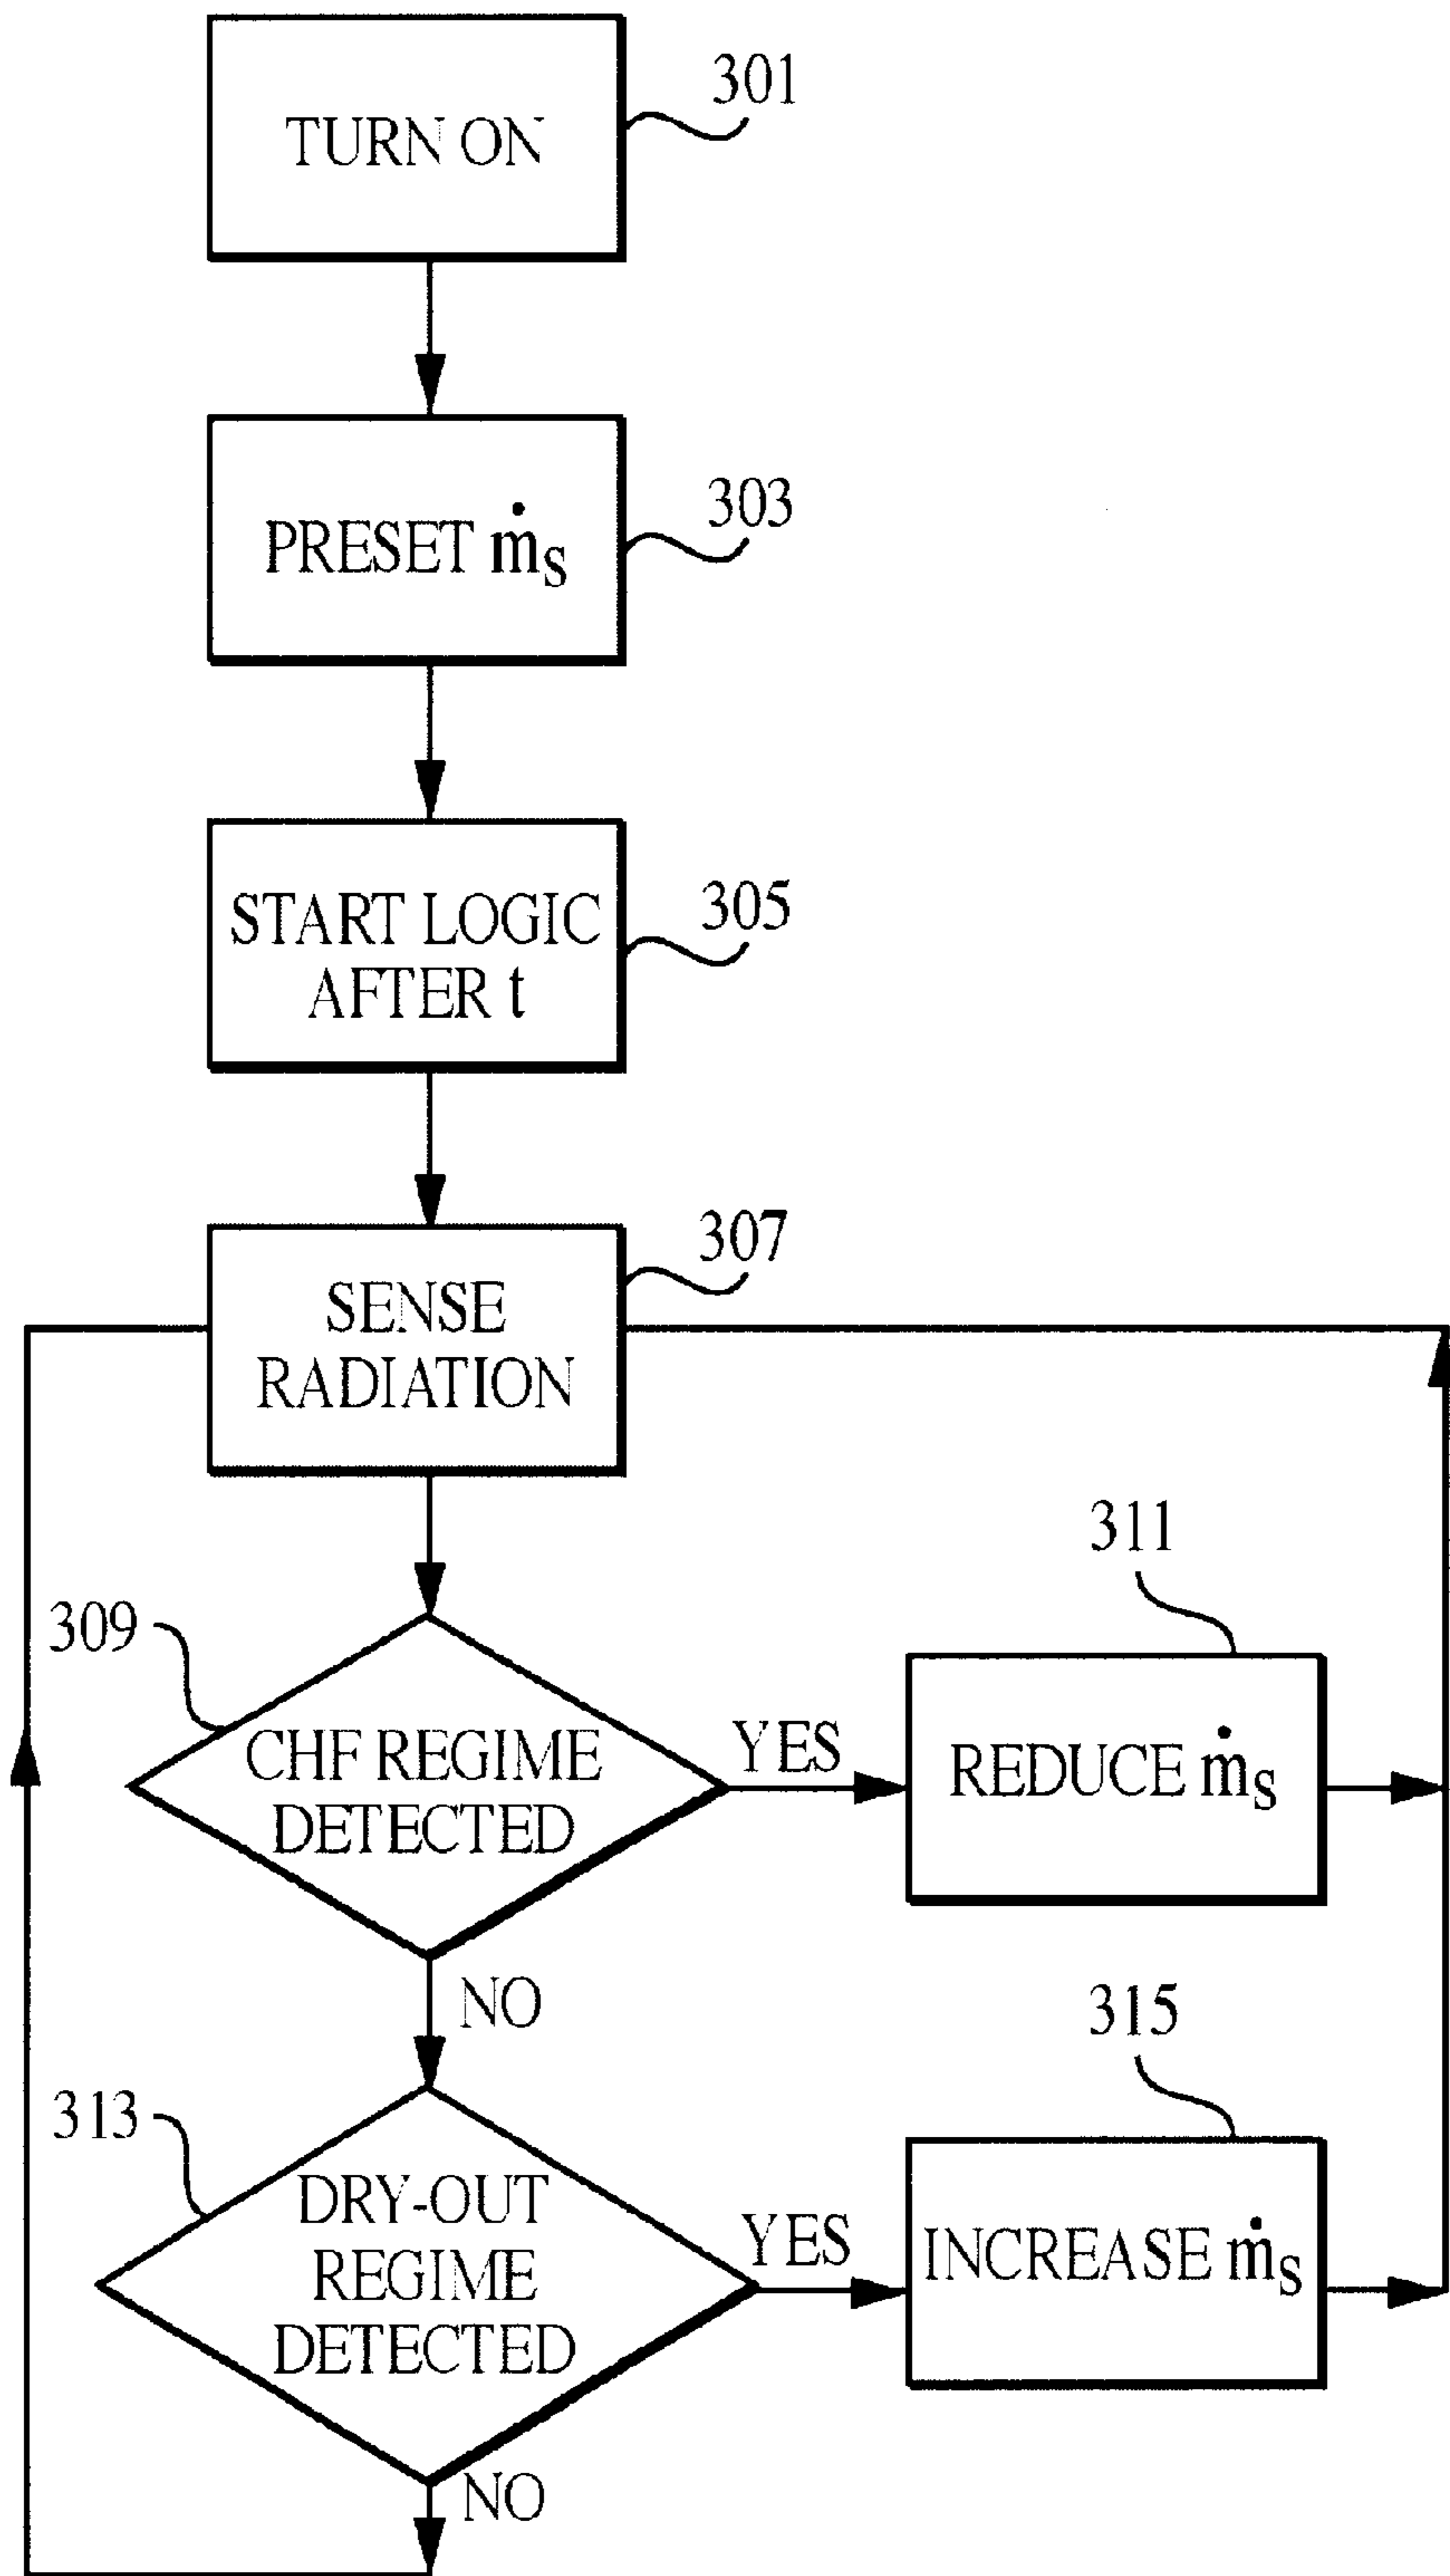 301
TURN ON
303
PRESET ṁs
305
START LOGIC
AFTER t
307
SENSE
RADIATION
309
CHF REGIME
DETECTED
YES
311
REDUCE ṁs
NO
313
DRY-OUT
REGIME
DETECTED
YES
315
INCREASE ṁs
NO